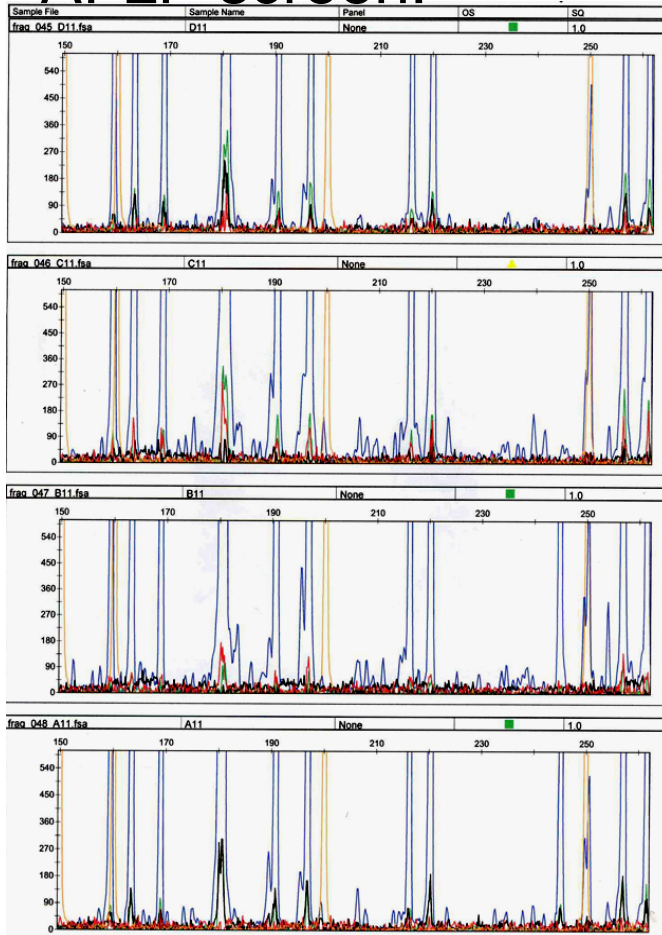 AFLP screen.
Sample File Sample Name Panel OS SQ
frag_045_D11.fsa D11 None 1.0
150 170 190 210 230 250
540
450
360
270
180
90
0
frag_046_C11.fsa C11 None 1.0
150 170 190 210 230 250
540
450
360
270
180
90
0
frag_047_B11.fsa B11 None 1.0
150 170 190 210 230 250
540
450
360
270
180
90
0
frag_048_A11.fsa A11 None 1.0
150 170 190 210 230 250
540
450
360
270
180
90
0